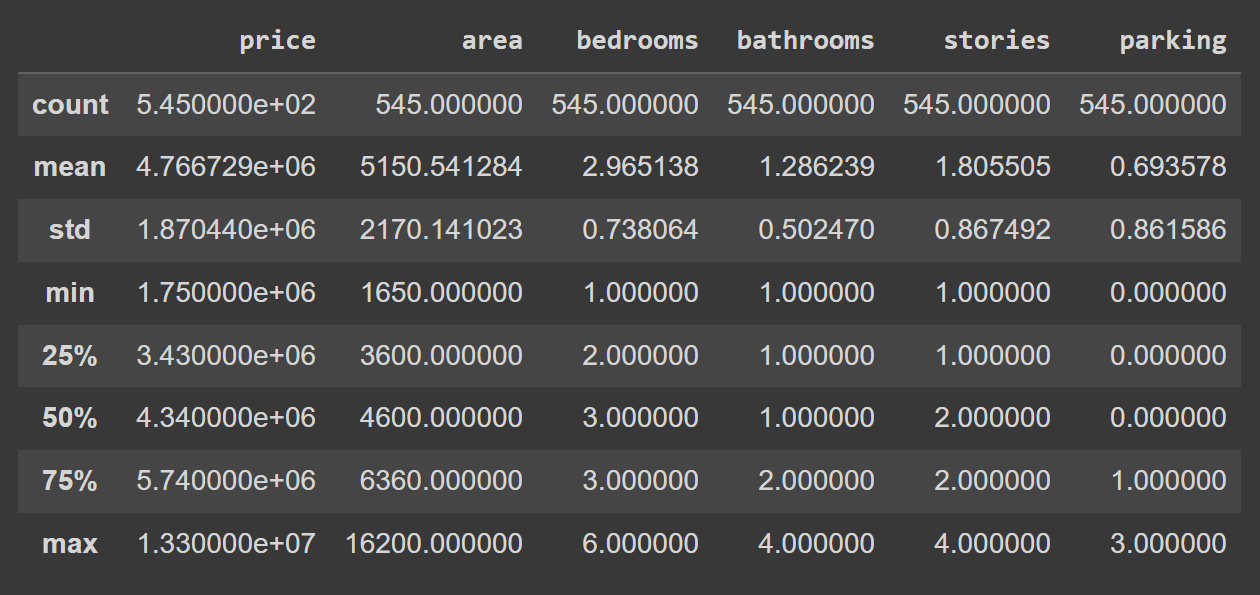 price area bedrooms bathrooms stories parking
count 5.450000e+02 545.000000 545.000000 545.000000 545.000000 545.000000
mean 4.766729e+06 5150.541284 2.965138 1.286239 1.805505 0.693578
std 1.870440e+06 2170.141023 0.738064 0.502470 0.867492 0.861586
min 1.750000e+06 1650.000000 1.000000 1.000000 1.000000 0.000000
25% 3.430000e+06 3600.000000 2.000000 1.000000 1.000000 0.000000
50% 4.340000e+06 4600.000000 3.000000 1.000000 2.000000 0.000000
75% 5.740000e+06 6360.000000 3.000000 2.000000 2.000000 1.000000
max 1.330000e+07 16200.000000 6.000000 4.000000 4.000000 3.000000